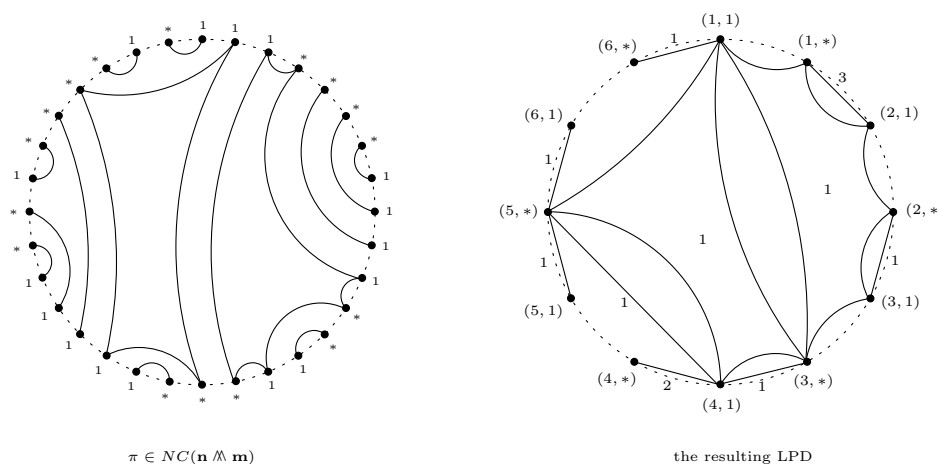 * 1 1
1 1
* *
* *
* *
* *
1 1
* 1
* 1
1 1
1 *
1 *
1 1
1 1
* * *
π ∈ NC(n ⩕ m)
(1, 1)
(6, *) 1 (1, *)
3
(6, 1) (2, 1)
1
1
(5, *) (2, *
1
1 1
1
(5, 1) (3, 1)
(4, *) 2 1 (3, *)
(4, 1)
the resulting LPD